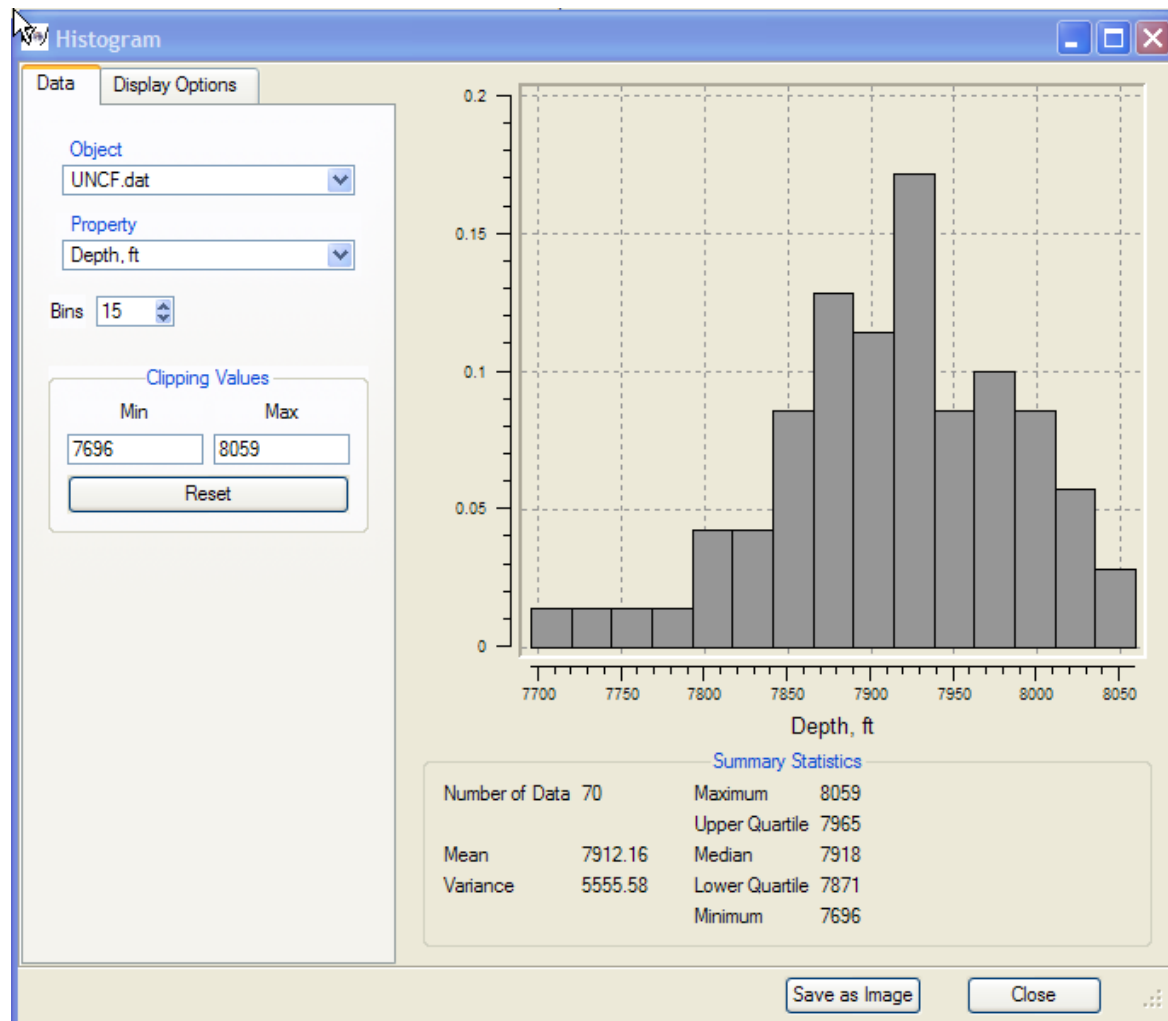 Histogram
Data Display Options
Object
UNCF.dat
Property
Depth, ft
Bins 15
Clipping Values
Min Max
7696 8059
Reset
0.2
0.15
0.1
0.05
0
7700 7750 7800 7850 7900 7950 8000 8050
Depth, ft
Summary Statistics
Number of Data 70 Maximum 8059
Upper Quartile 7965
Mean 7912.16 Median 7918
Variance 5555.58 Lower Quartile 7871
Minimum 7696
Save as Image Close